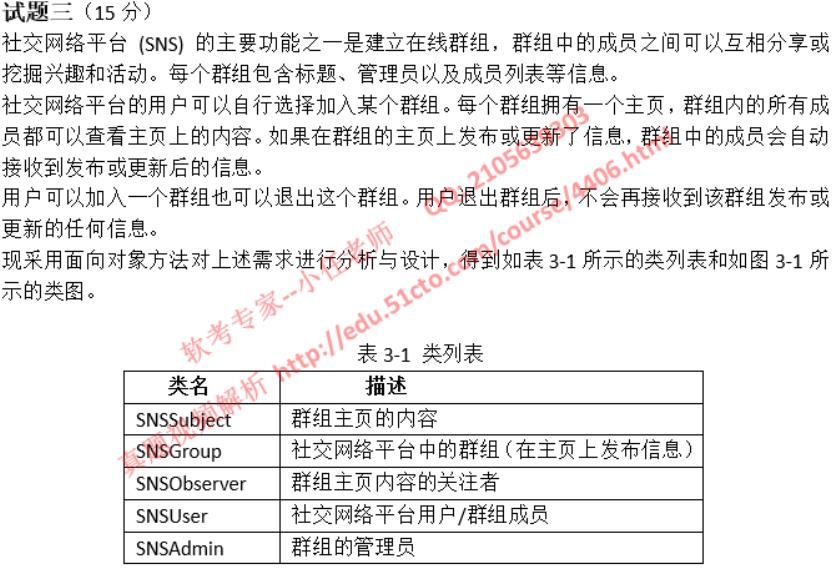 试题三（15 分）
社交网络平台 (SNS) 的主要功能之一是建立在线群组，群组中的成员之间可以互相分享或
挖掘兴趣和活动。每个群组包含标题、管理员以及成员列表等信息。
社交网络平台的用户可以自行选择加入某个群组。每个群组拥有一个主页，群组内的所有成
员都可以查看主页上的内容。如果在群组的主页上发布或更新了信息，群组中的成员会自动
接收到发布或更新后的信息。
用户可以加入一个群组也可以退出这个群组。用户退出群组后，不会再接收到该群组发布或
更新的任何信息。
现采用面向对象方法对上述需求进行分析与设计，得到如表 3-1 所示的类列表和如图 3-1 所
示的类图。
表 3-1 类列表
类名 描述
SNSSubject 群组主页的内容
SNSGroup 社交网络平台中的群组（在主页上发布信息）
SNSObserver 群组主页内容的关注者
SNSUser 社交网络平台用户/群组成员
SNSAdmin 群组的管理员
软考专家--小任老师 QQ: 2105639303
真题视频解析 http://edu.51cto.com/course/4406.html